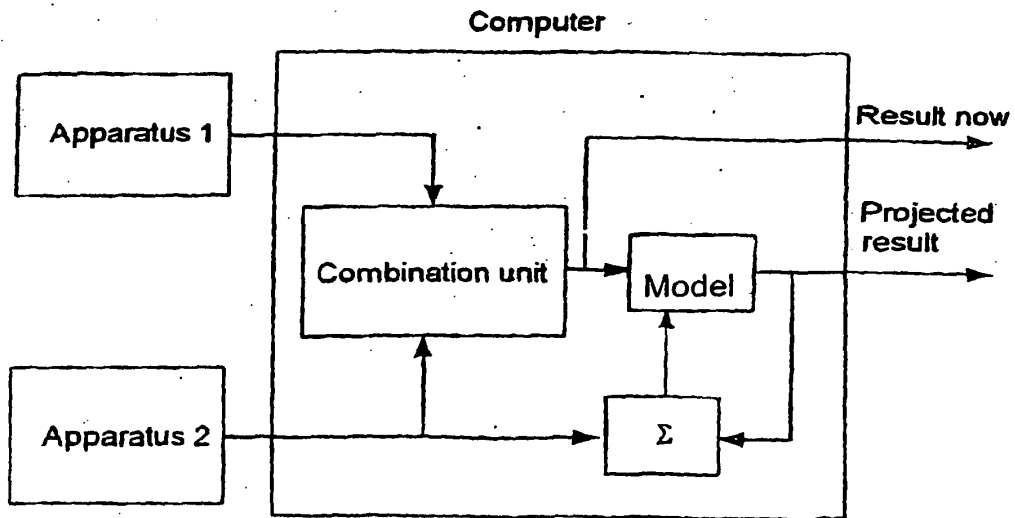 Computer
Apparatus 1
Result now
Projected
result
Combination unit
Model
Apparatus 2
Σ